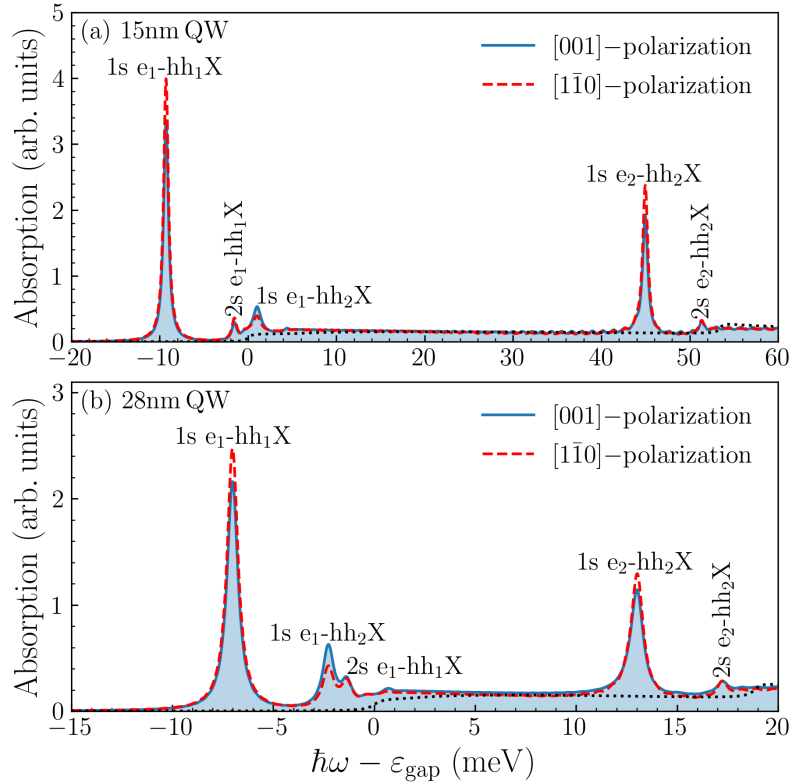 (a) 15nm QW
[001]−polarization
[11̄0]−polarization
1s e₁-hh₁X
2s e₁-hh₁X
1s e₁-hh₂X
1s e₂-hh₂X
2s e₂-hh₂X
Absorption (arb. units)
5
4
3
2
1
0
−20 −10 0 10 20 30 40 50 60
(b) 28nm QW
[001]−polarization
[11̄0]−polarization
1s e₁-hh₁X
1s e₁-hh₂X
2s e₁-hh₁X
1s e₂-hh₂X
2s e₂-hh₂X
Absorption (arb. units)
3
2
1
0
−15 −10 −5 0 5 10 15 20
ℏω − ε_gap (meV)